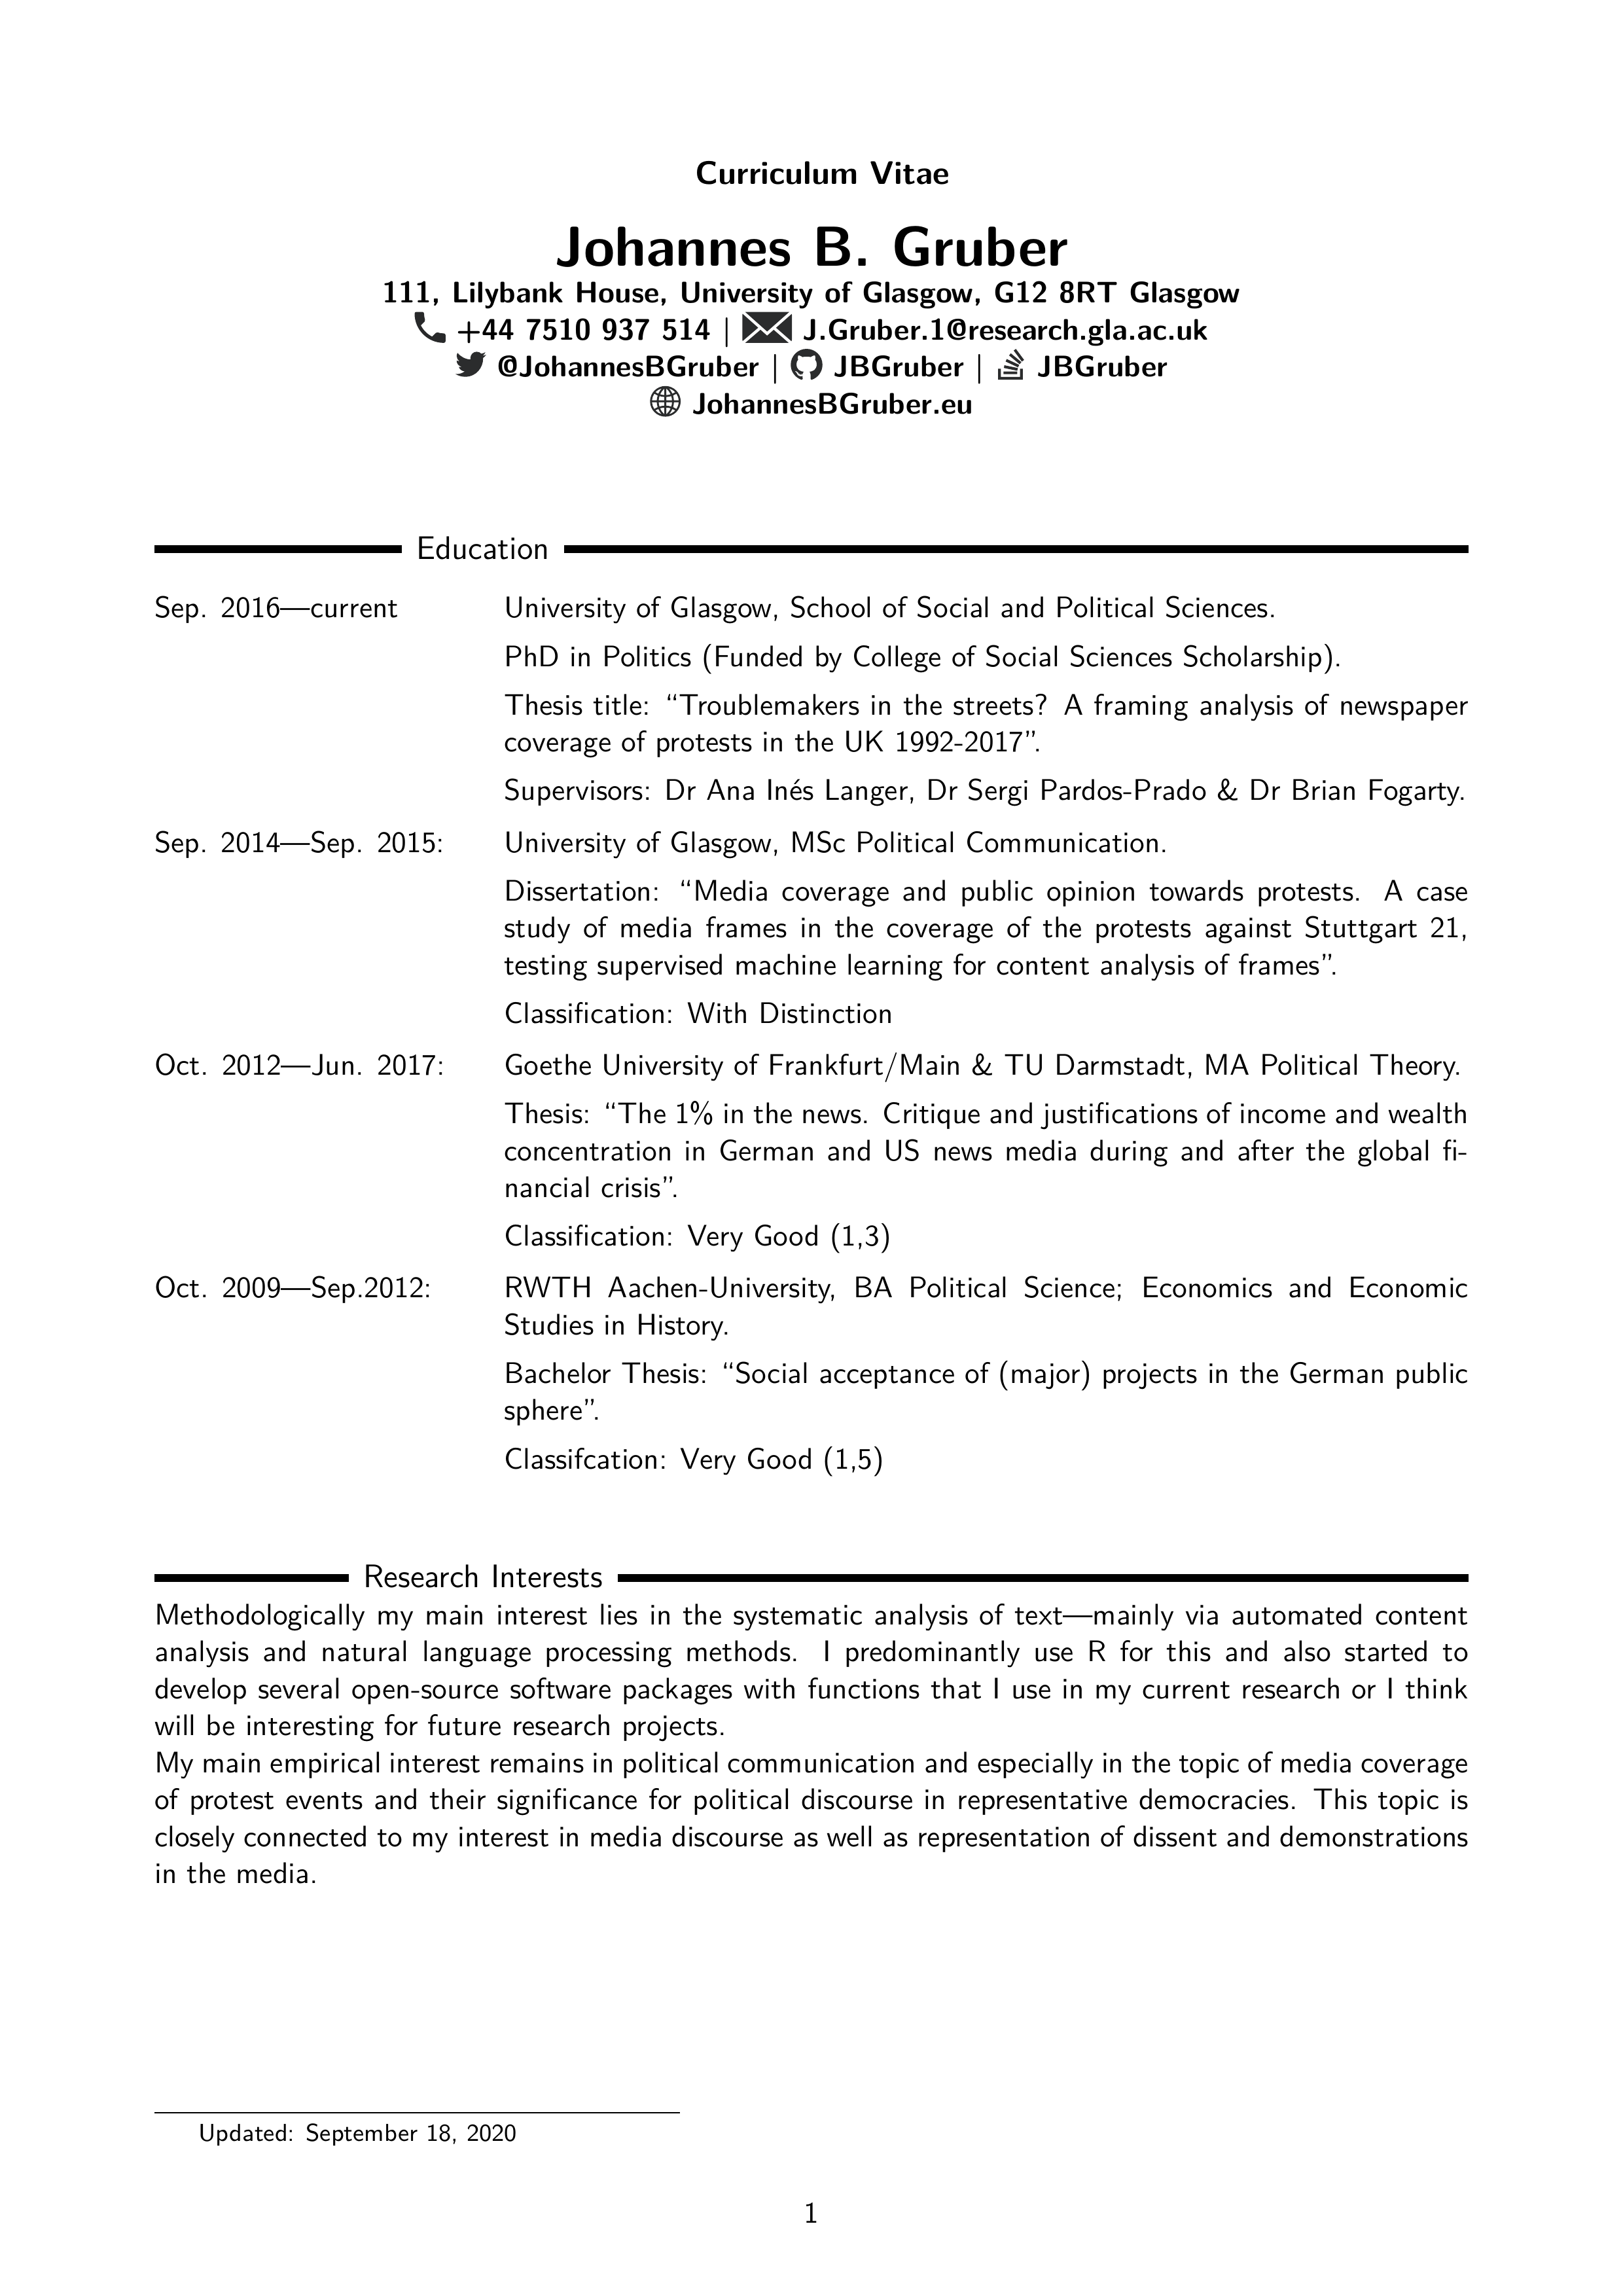 Curriculum Vitae
Johannes B. Gruber
111, Lilybank House, University of Glasgow, G12 8RT Glasgow
+44 7510 937 514 | J.Gruber.1@research.gla.ac.uk
@JohannesBGruber | JBGruber | JBGruber
JohannesBGruber.eu
Education
Sep. 2016—current University of Glasgow, School of Social and Political Sciences.
PhD in Politics (Funded by College of Social Sciences Scholarship).
Thesis title: “Troublemakers in the streets? A framing analysis of newspaper
coverage of protests in the UK 1992-2017”.
Supervisors: Dr Ana Inés Langer, Dr Sergi Pardos-Prado & Dr Brian Fogarty.
Sep. 2014—Sep. 2015: University of Glasgow, MSc Political Communication.
Dissertation: “Media coverage and public opinion towards protests. A case
study of media frames in the coverage of the protests against Stuttgart 21,
testing supervised machine learning for content analysis of frames”.
Classification: With Distinction
Oct. 2012—Jun. 2017: Goethe University of Frankfurt/Main & TU Darmstadt, MA Political Theory.
Thesis: “The 1% in the news. Critique and justifications of income and wealth
concentration in German and US news media during and after the global fi-
nancial crisis”.
Classification: Very Good (1,3)
Oct. 2009—Sep.2012: RWTH Aachen-University, BA Political Science; Economics and Economic
Studies in History.
Bachelor Thesis: “Social acceptance of (major) projects in the German public
sphere”.
Classifcation: Very Good (1,5)
Research Interests
Methodologically my main interest lies in the systematic analysis of text—mainly via automated content
analysis and natural language processing methods. I predominantly use R for this and also started to
develop several open-source software packages with functions that I use in my current research or I think
will be interesting for future research projects.
My main empirical interest remains in political communication and especially in the topic of media coverage
of protest events and their significance for political discourse in representative democracies. This topic is
closely connected to my interest in media discourse as well as representation of dissent and demonstrations
in the media.
Updated: September 18, 2020
1